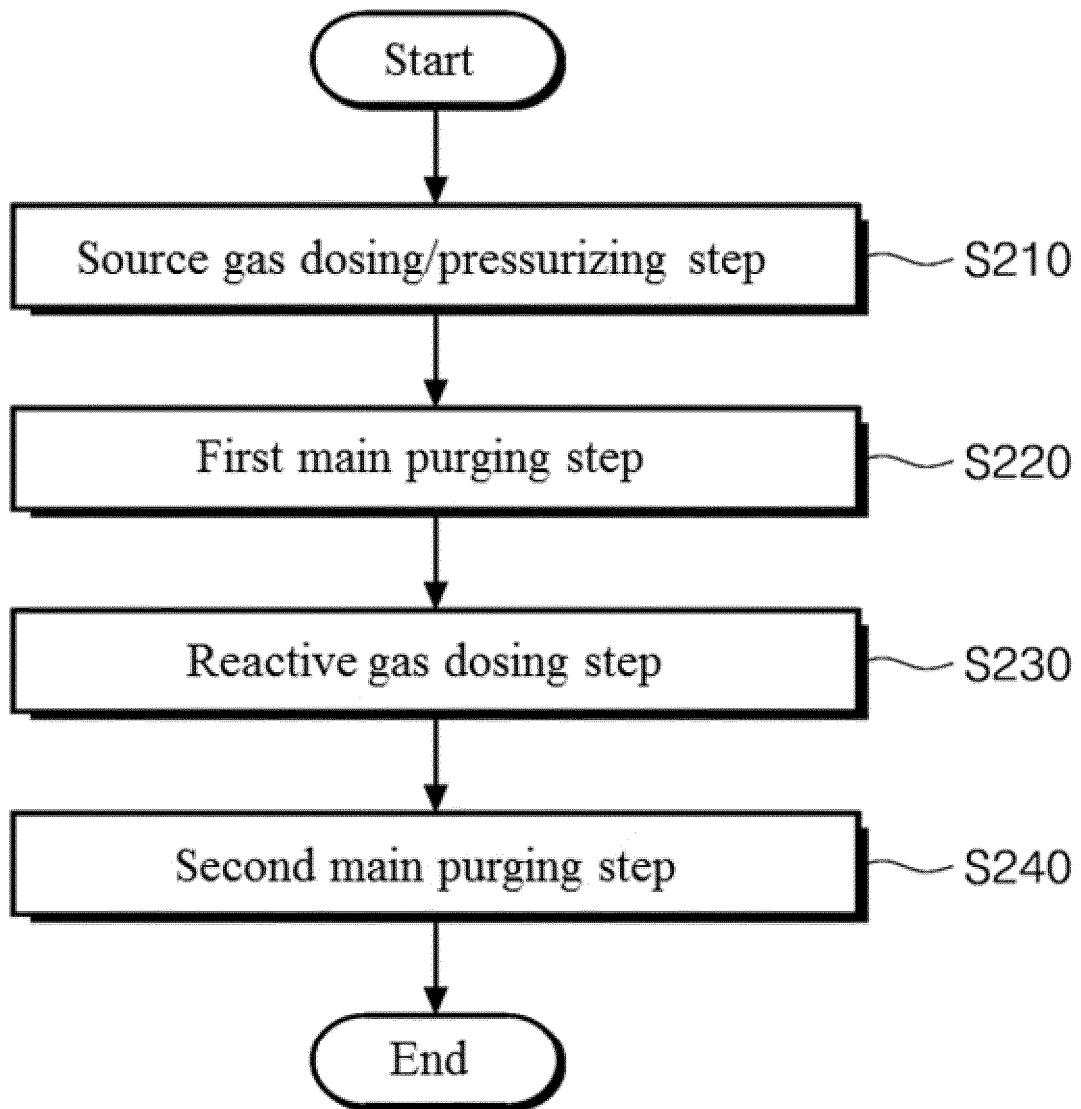 Start
Source gas dosing/pressurizing step
S210
First main purging step
S220
Reactive gas dosing step
S230
Second main purging step
S240
End